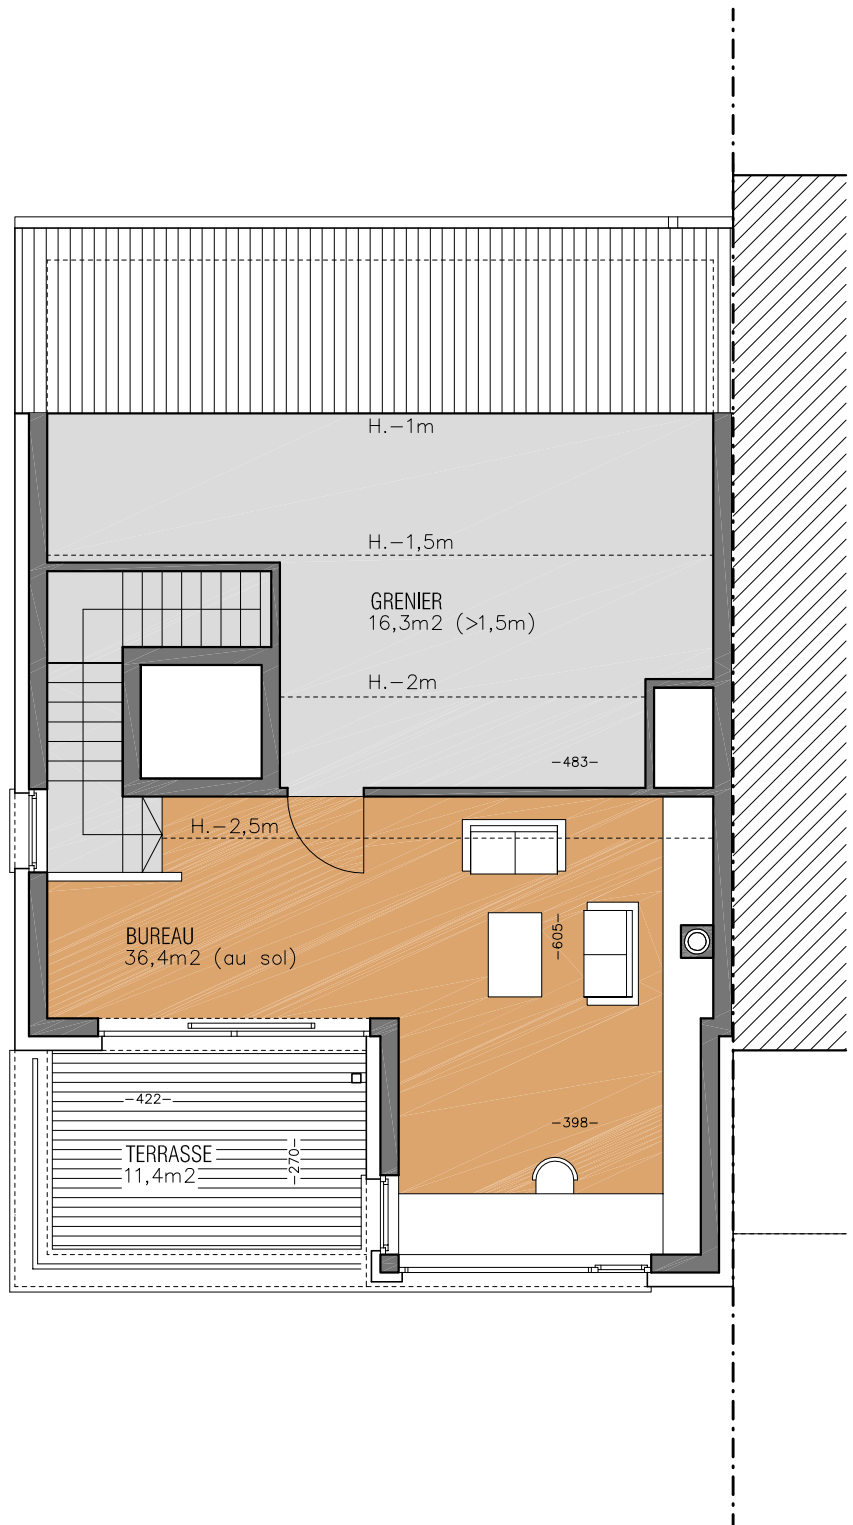 H.-1m
H.-1,5m
GRENIER
16,3m2 (>1,5m)
H.-2m
-483-
H.-2,5m
BUREAU
36,4m2 (au sol)
-605-
-422-
TERRASSE
11,4m2
-270-
-398-